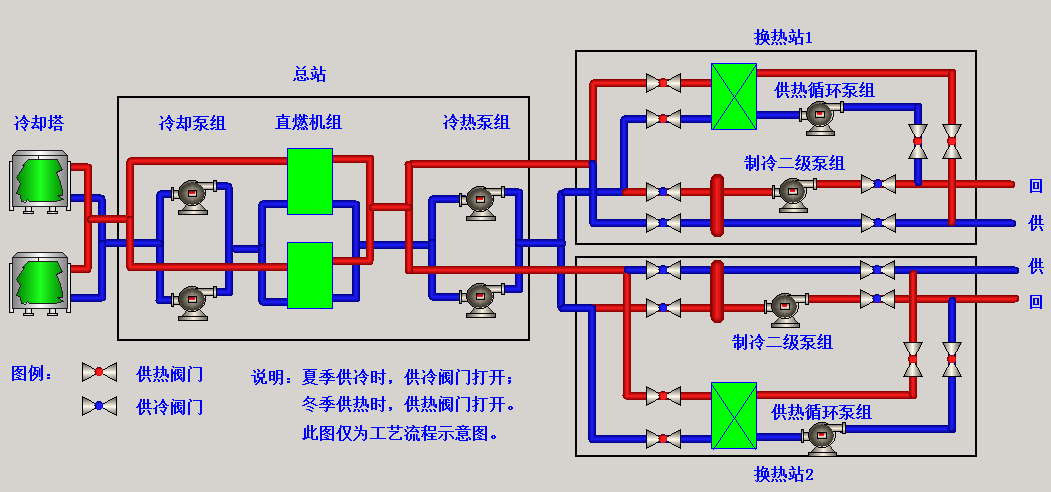 换热站1
总站
供热循环泵组
冷却塔
冷却泵组
直燃机组
冷热泵组
制冷二级泵组
回
供
供
回
制冷二级泵组
图例：
供热阀门
说明：夏季供冷时，供冷阀门打开；
供冷阀门
冬季供热时，供热阀门打开。
供热循环泵组
此图仅为工艺流程示意图。
换热站2